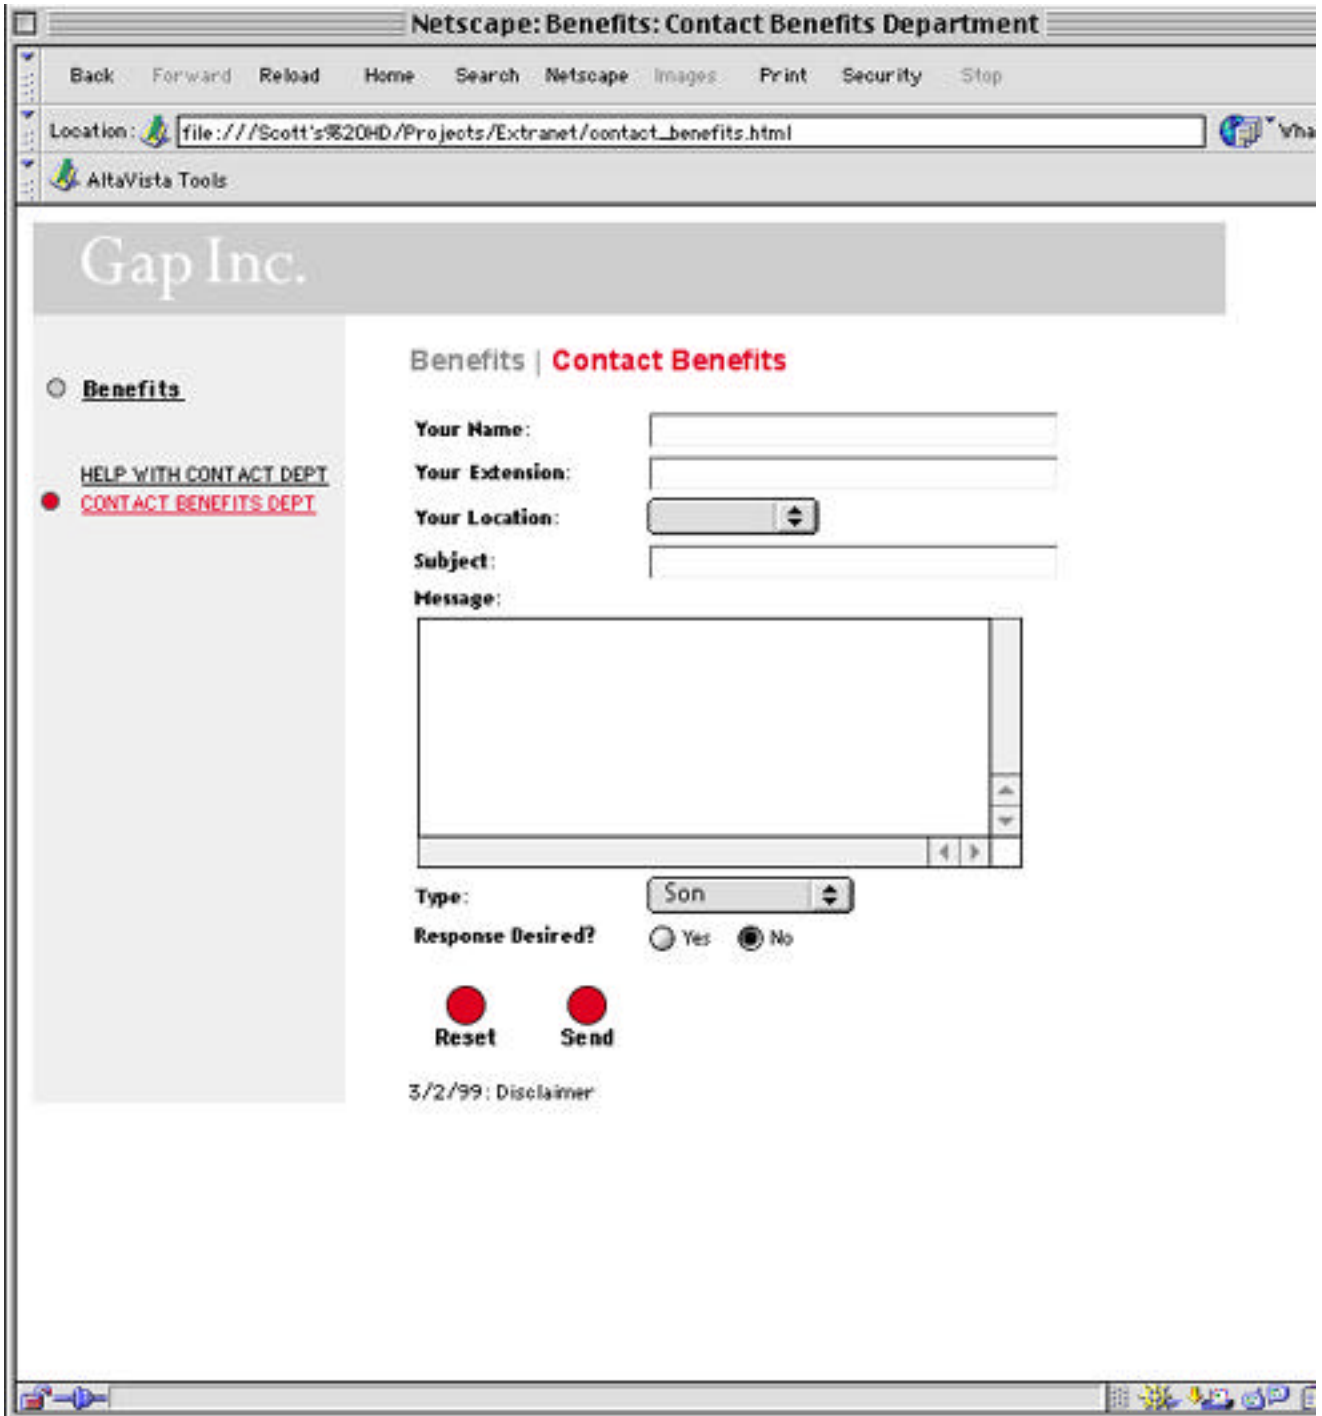 Netscape: Benefits: Contact Benefits Department
Back Forward Reload Home Search Netscape Images Print Security Stop
Location: file:///Scott's%20HD/Projects/Extranet/contact_benefits.html
AltaVista Tools
Gap Inc.
Benefits | Contact Benefits
Benefits
HELP WITH CONTACT DEPT
CONTACT BENEFITS DEPT
Your Name:
Your Extension:
Your Location:
Subject:
Message:
Type: Son
Response Desired? Yes No
Reset Send
3/2/99: Disclaimer